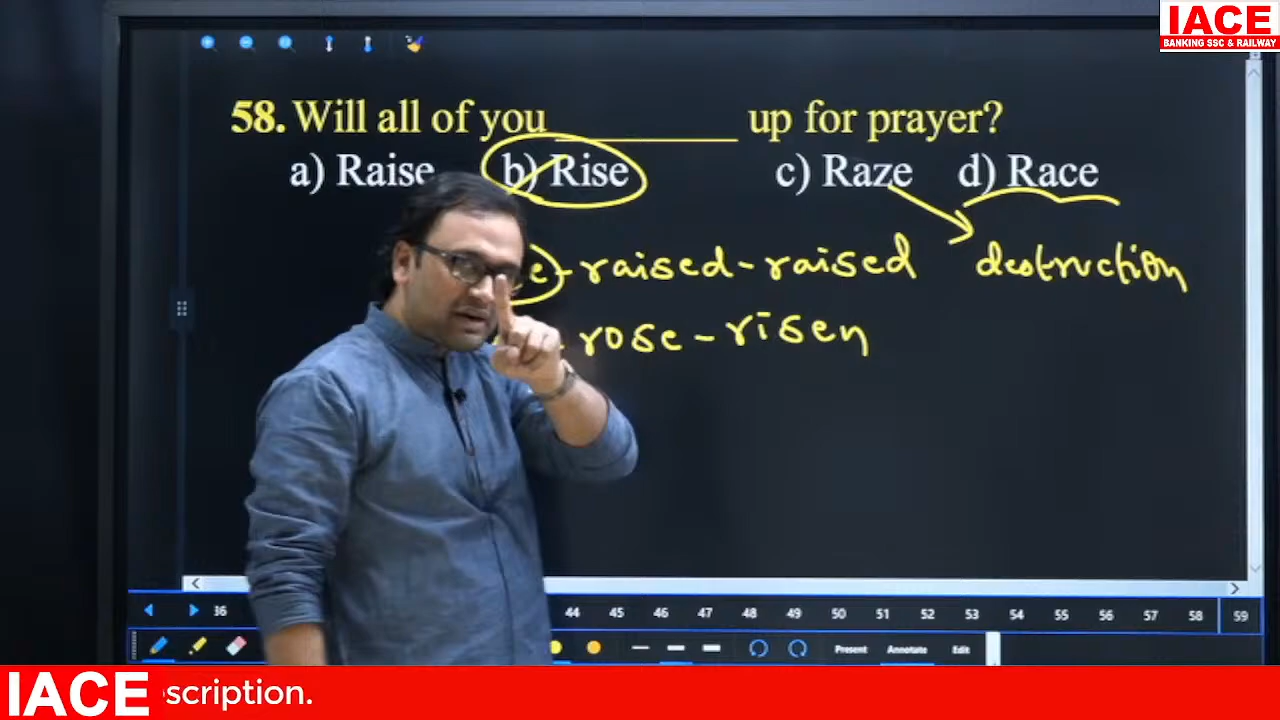 IACE
BANKING SSC & RAILWAY
58. Will all of you ________ up for prayer?
a) Raise b) Rise c) Raze d) Race
e-raised-raised destruction
rose-risen
36 44 45 46 47 48 49 50 51 52 53 54 55 56 57 58 59
Present Annotate Edit
IACE scription.